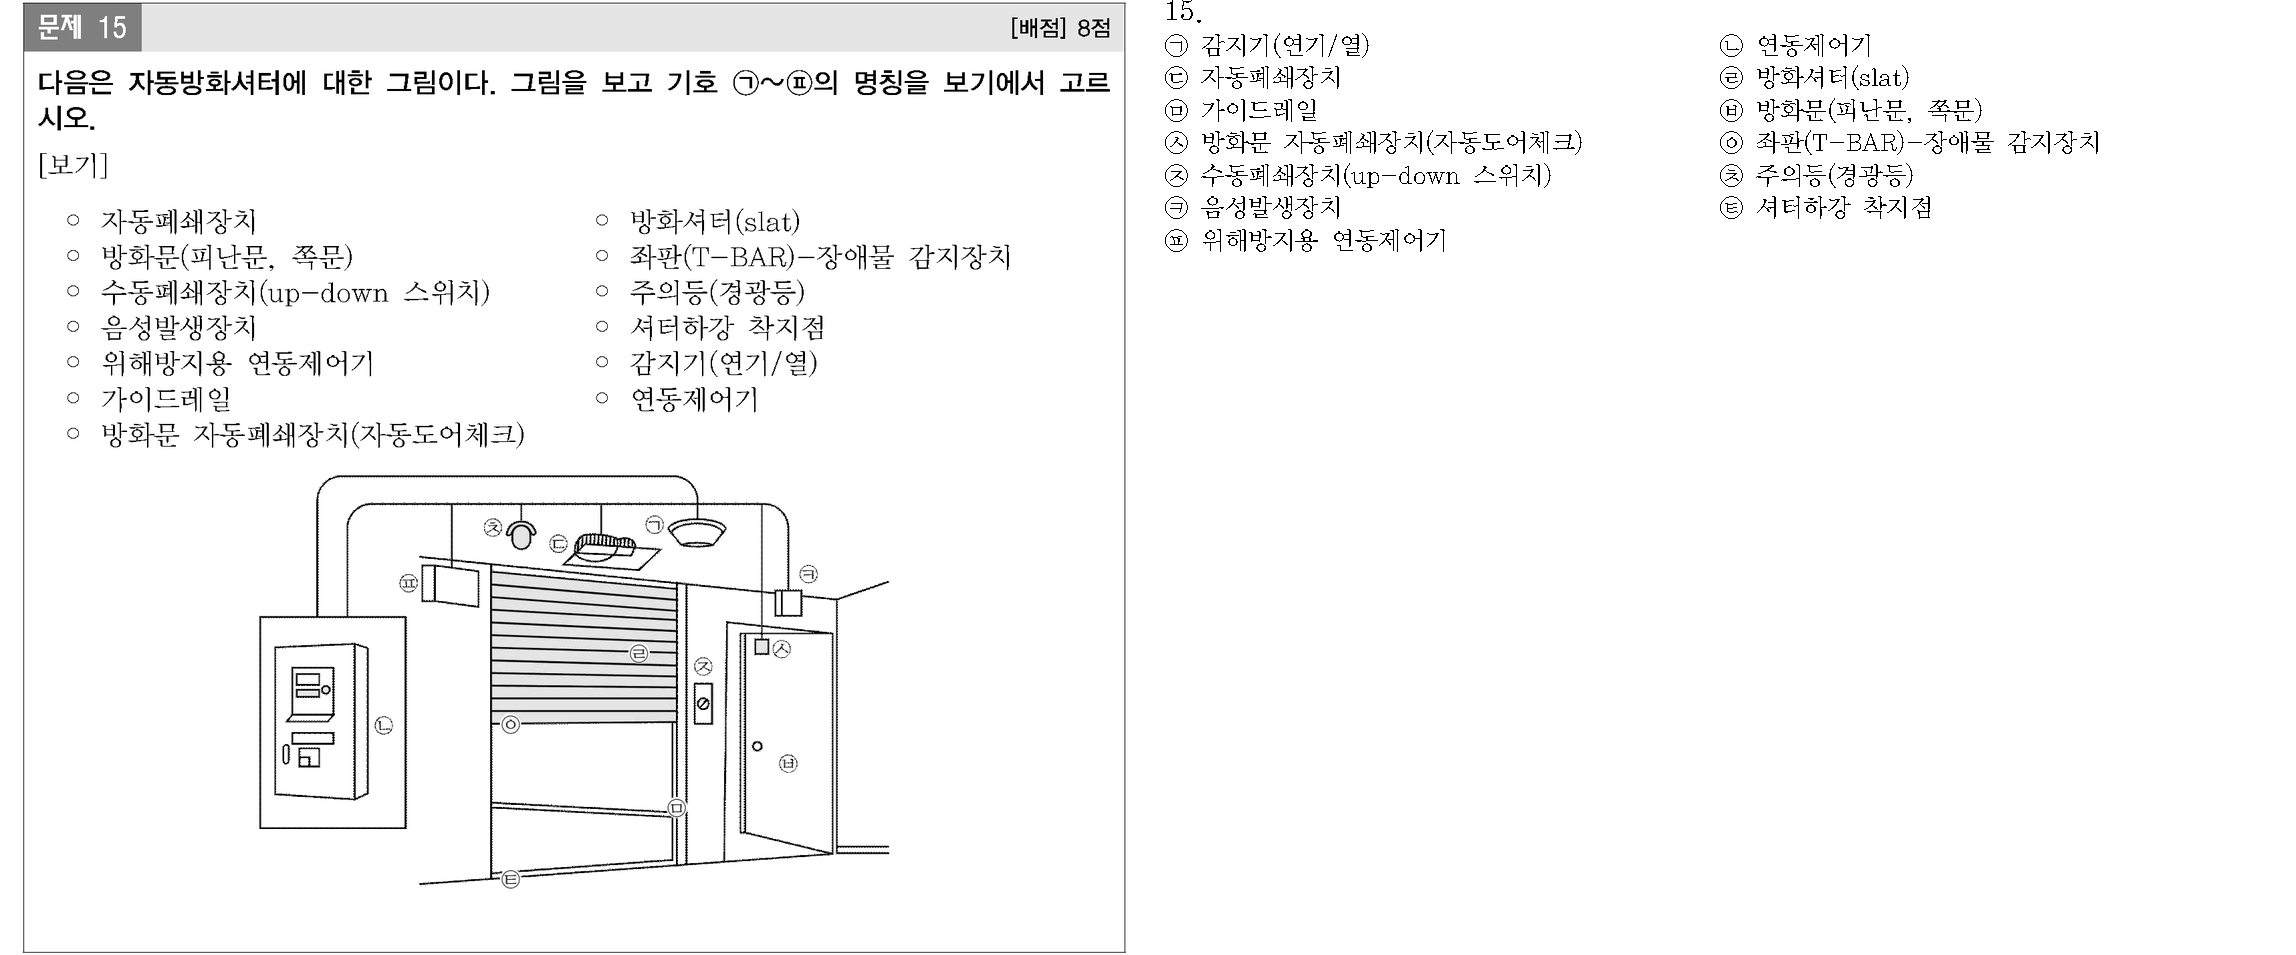 문제 15
[배점] 8점
다음은 자동방화셔터에 대한 그림이다. 그림을 보고 기호 ㉠~㉤의 명칭을 보기에서 고르
시오.
[보기]
○ 자동폐쇄장치
○ 방화셔터(slat)
○ 방화문(피난문, 쪽문)
○ 좌판(T-BAR)-장애물 감지장치
○ 수동폐쇄장치(up-down 스위치)
○ 주의등(경광등)
○ 음성발생장치
○ 셔터하강 착지점
○ 위해방지용 연동제어기
○ 감지기(연기/열)
○ 가이드레일
○ 연동제어기
○ 방화문 자동폐쇄장치(자동도어체크)
㉩
㉠
㉢
㉪
㉬
㉣
㉦
㉨
㉧
㉡
㉥
㉤
㉫
15.
㉠ 감지기(연기/열)
㉡ 연동제어기
㉢ 자동폐쇄장치
㉣ 방화셔터(slat)
㉤ 가이드레일
㉥ 방화문(피난문, 쪽문)
㉦ 방화문 자동폐쇄장치(자동도어체크)
㉧ 좌판(T-BAR)-장애물 감지장치
㉨ 수동폐쇄장치(up-down 스위치)
㉩ 주의등(경광등)
㉪ 음성발생장치
㉫ 셔터하강 착지점
㉬ 위해방지용 연동제어기